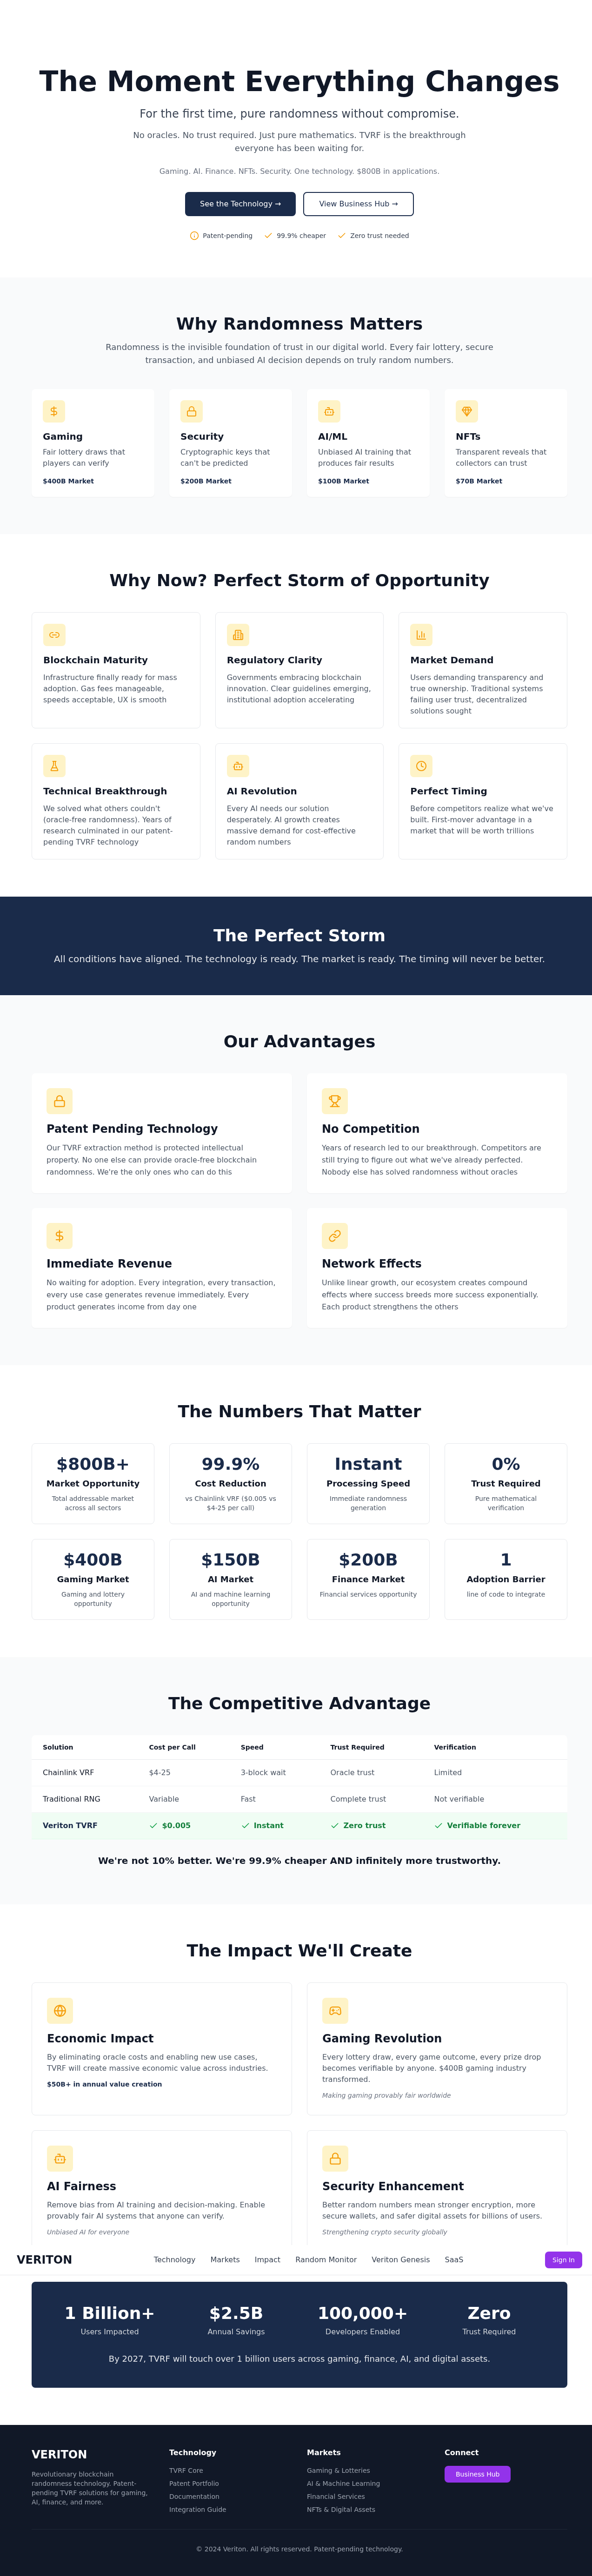 The Moment Everything Changes
For the first time, pure randomness without compromise.
No oracles. No trust required. Just pure mathematics. TVRF is the breakthrough
everyone has been waiting for.
Gaming. AI. Finance. NFTs. Security. One technology. $800B in applications.
See the Technology →
View Business Hub →
Patent-pending
99.9% cheaper
Zero trust needed
Why Randomness Matters
Randomness is the invisible foundation of trust in our digital world. Every fair lottery, secure
transaction, and unbiased AI decision depends on truly random numbers.
Gaming
Fair lottery draws that
players can verify
$400B Market
Security
Cryptographic keys that
can't be predicted
$200B Market
AI/ML
Unbiased AI training that
produces fair results
$100B Market
NFTs
Transparent reveals that
collectors can trust
$70B Market
Why Now? Perfect Storm of Opportunity
Blockchain Maturity
Infrastructure finally ready for mass
adoption. Gas fees manageable,
speeds acceptable, UX is smooth
Regulatory Clarity
Governments embracing blockchain
innovation. Clear guidelines emerging,
institutional adoption accelerating
Market Demand
Users demanding transparency and
true ownership. Traditional systems
failing user trust, decentralized
solutions sought
Technical Breakthrough
We solved what others couldn't
(oracle-free randomness). Years of
research culminated in our patent-
pending TVRF technology
AI Revolution
Every AI needs our solution
desperately. AI growth creates
massive demand for cost-effective
random numbers
Perfect Timing
Before competitors realize what we've
built. First-mover advantage in a
market that will be worth trillions
The Perfect Storm
All conditions have aligned. The technology is ready. The market is ready. The timing will never be better.
Our Advantages
Patent Pending Technology
Our TVRF extraction method is protected intellectual
property. No one else can provide oracle-free blockchain
randomness. We're the only ones who can do this
No Competition
Years of research led to our breakthrough. Competitors are
still trying to figure out what we've already perfected.
Nobody else has solved randomness without oracles
Immediate Revenue
No waiting for adoption. Every integration, every transaction,
every use case generates revenue immediately. Every
product generates income from day one
Network Effects
Unlike linear growth, our ecosystem creates compound
effects where success breeds more success exponentially.
Each product strengthens the others
The Numbers That Matter
$800B+
Market Opportunity
Total addressable market
across all sectors
99.9%
Cost Reduction
vs Chainlink VRF ($0.005 vs
$4-25 per call)
Instant
Processing Speed
Immediate randomness
generation
0%
Trust Required
Pure mathematical
verification
$400B
Gaming Market
Gaming and lottery
opportunity
$150B
AI Market
AI and machine learning
opportunity
$200B
Finance Market
Financial services opportunity
1
Adoption Barrier
line of code to integrate
The Competitive Advantage
Solution Cost per Call Speed Trust Required Verification
Chainlink VRF $4-25 3-block wait Oracle trust Limited
Traditional RNG Variable Fast Complete trust Not verifiable
Veriton TVRF $0.005 Instant Zero trust Verifiable forever
We're not 10% better. We're 99.9% cheaper AND infinitely more trustworthy.
The Impact We'll Create
Economic Impact
By eliminating oracle costs and enabling new use cases,
TVRF will create massive economic value across industries.
$50B+ in annual value creation
Gaming Revolution
Every lottery draw, every game outcome, every prize drop
becomes verifiable by anyone. $400B gaming industry
transformed.
Making gaming provably fair worldwide
AI Fairness
Remove bias from AI training and decision-making. Enable
provably fair AI systems that anyone can verify.
Unbiased AI for everyone
Security Enhancement
Better random numbers mean stronger encryption, more
secure wallets, and safer digital assets for billions of users.
Strengthening crypto security globally
VERITON
Technology
Markets
Impact
Random Monitor
Veriton Genesis
SaaS
Sign In
1 Billion+
Users Impacted
$2.5B
Annual Savings
100,000+
Developers Enabled
Zero
Trust Required
By 2027, TVRF will touch over 1 billion users across gaming, finance, AI, and digital assets.
VERITON
Revolutionary blockchain
randomness technology. Patent-
pending TVRF solutions for gaming,
AI, finance, and more.
Technology
TVRF Core
Patent Portfolio
Documentation
Integration Guide
Markets
Gaming & Lotteries
AI & Machine Learning
Financial Services
NFTs & Digital Assets
Connect
Business Hub
© 2024 Veriton. All rights reserved. Patent-pending technology.